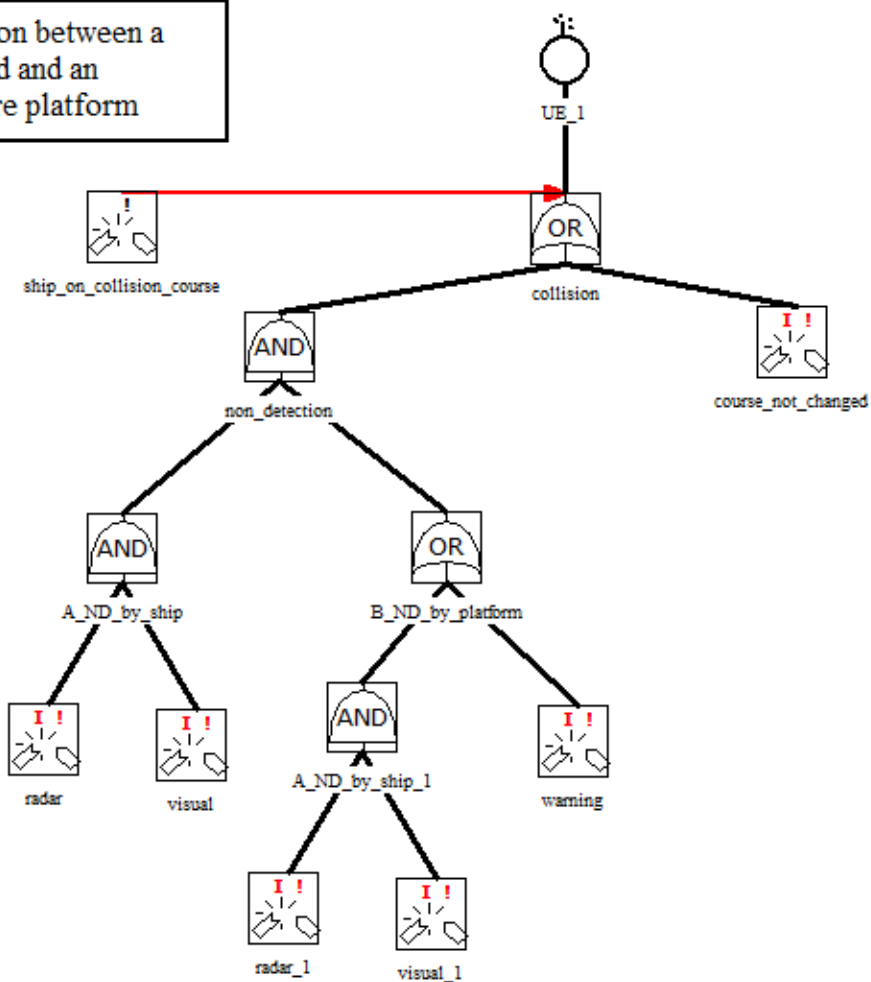 on between a
d and an
re platform
UE_1
!
ship_on_collision_course
OR
collision
AND
non_detection
I !
course_not_changed
AND
A_ND_by_ship
OR
B_ND_by_platform
I !
radar
I !
visual
AND
A_ND_by_ship_1
I !
warning
I !
radar_1
I !
visual_1